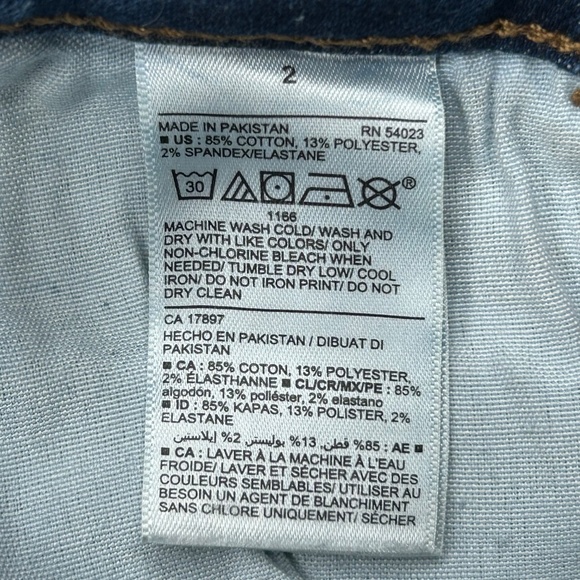 2
MADE IN PAKISTAN RN 54023
■ US : 85% COTTON, 13% POLYESTER,
2% SPANDEX/ELASTANE
30 ®
1166
MACHINE WASH COLD/ WASH AND
DRY WITH LIKE COLORS/ ONLY
NON-CHLORINE BLEACH WHEN
NEEDED/ TUMBLE DRY LOW/ COOL
IRON/ DO NOT IRON PRINT/ DO NOT
DRY CLEAN
CA 17897
HECHO EN PAKISTAN / DIBUAT DI
PAKISTAN
■ CA : 85% COTON, 13% POLYESTER,
2% ÉLASTHANNE ■ CL/CR/MX/PE : 85%
algodón, 13% poliéster, 2% elastano
■ ID : 85% KAPAS, 13% POLISTER, 2%
ELASTANE
■ AE : 85% قطن, 13% بوليستر, 2% إيلاستين
■ CA : LAVER À LA MACHINE À L'EAU
FROIDE/ LAVER ET SÉCHER AVEC DES
COULEURS SEMBLABLES/ UTILISER AU
BESOIN UN AGENT DE BLANCHIMENT
SANS CHLORE UNIQUEMENT/ SÉCHER